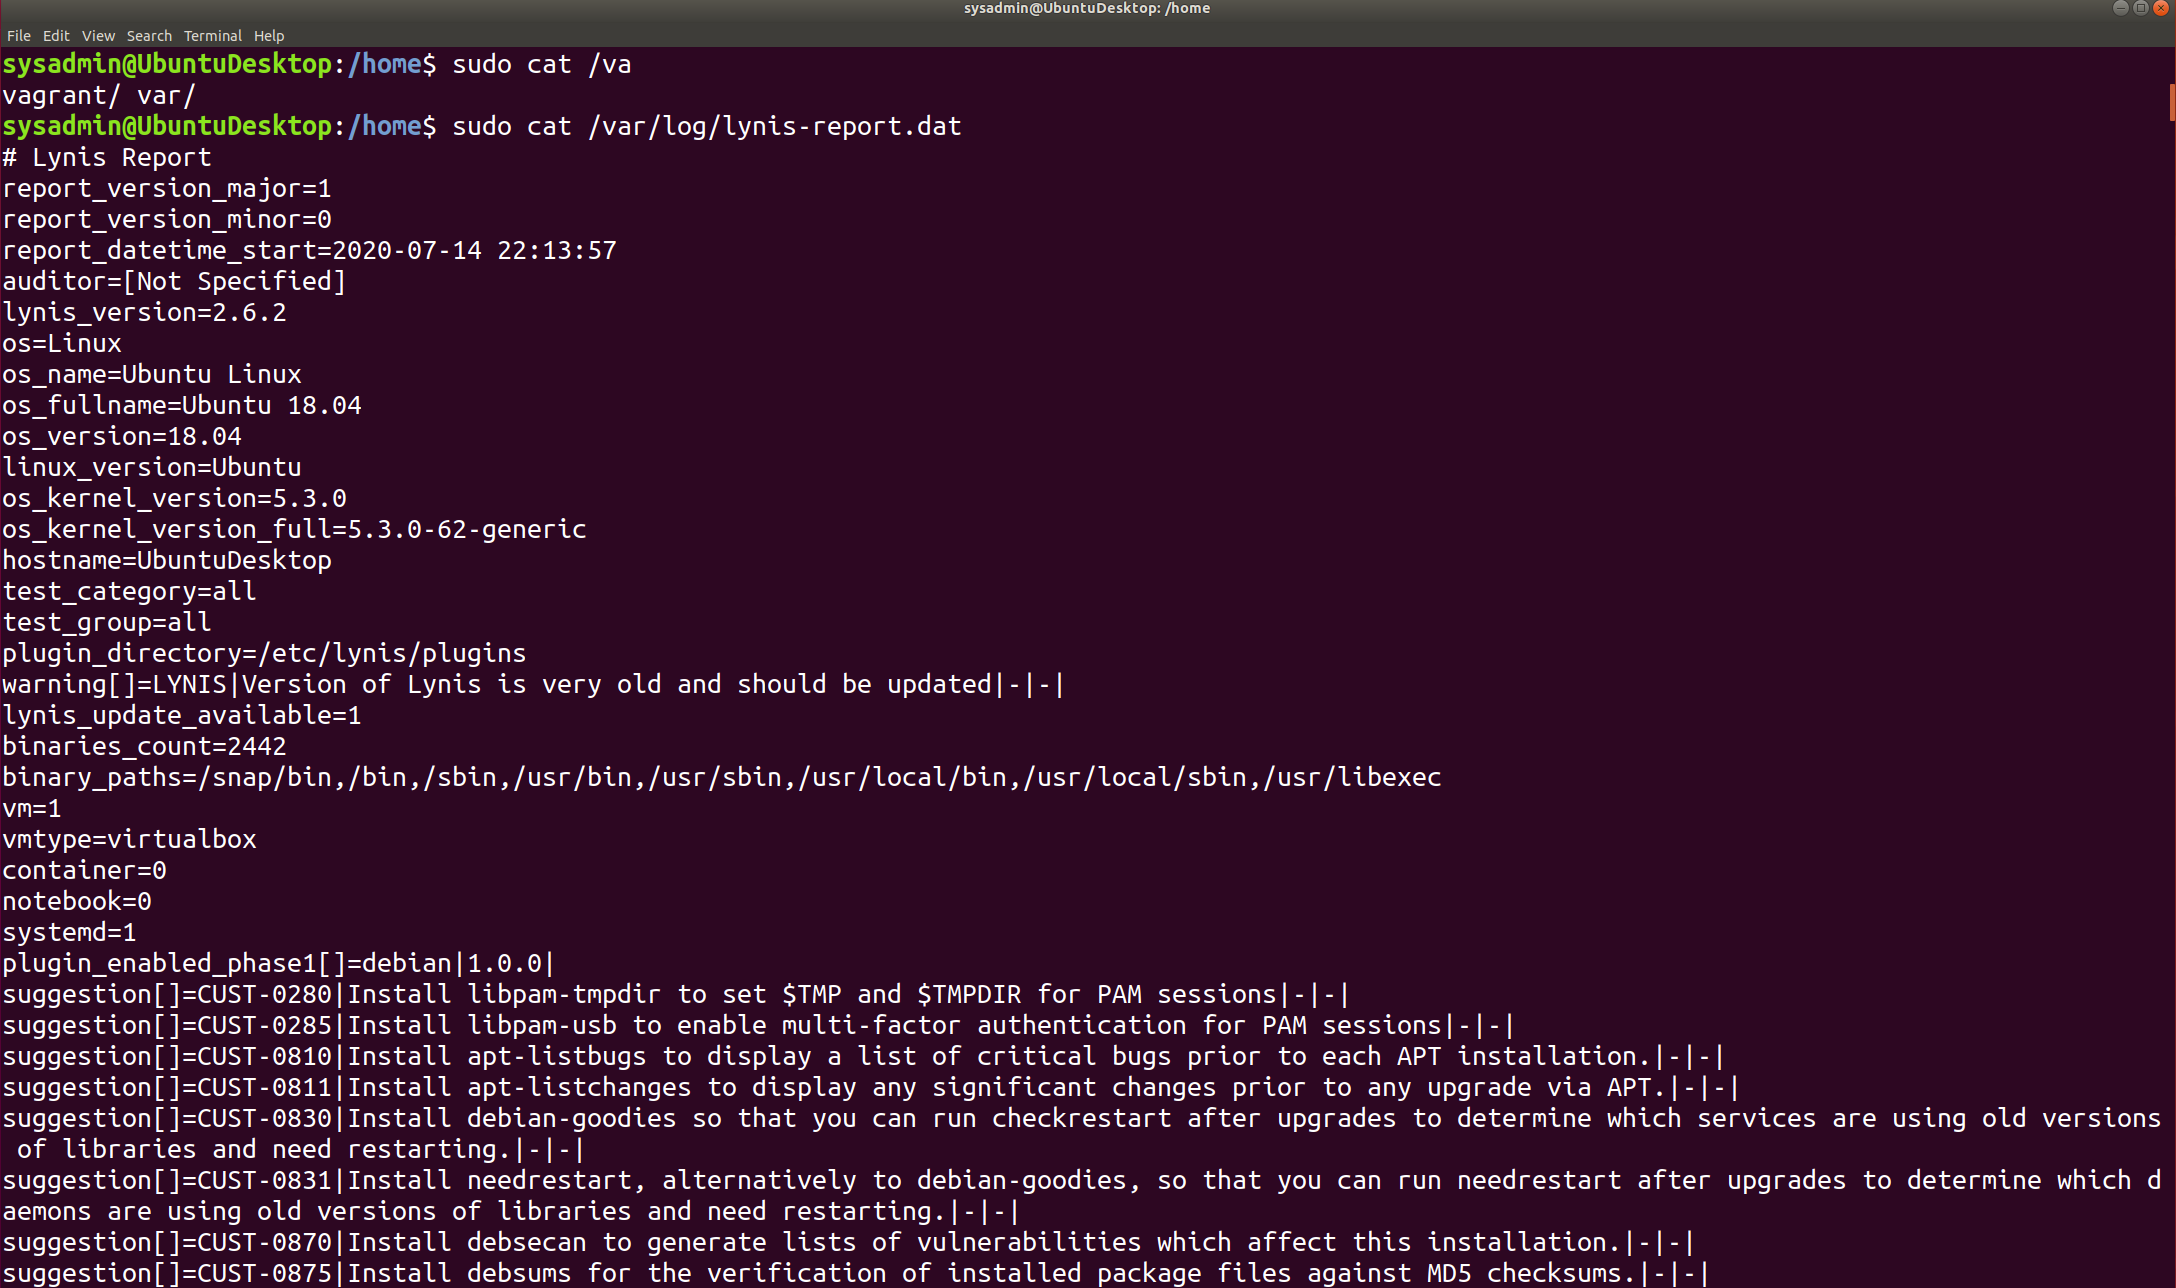 sysadmin@UbuntuDesktop: /home
File Edit View Search Terminal Help
sysadmin@UbuntuDesktop:/home$ sudo cat /va
vagrant/ var/
sysadmin@UbuntuDesktop:/home$ sudo cat /var/log/lynis-report.dat
# Lynis Report
report_version_major=1
report_version_minor=0
report_datetime_start=2020-07-14 22:13:57
auditor=[Not Specified]
lynis_version=2.6.2
os=Linux
os_name=Ubuntu Linux
os_fullname=Ubuntu 18.04
os_version=18.04
linux_version=Ubuntu
os_kernel_version=5.3.0
os_kernel_version_full=5.3.0-62-generic
hostname=UbuntuDesktop
test_category=all
test_group=all
plugin_directory=/etc/lynis/plugins
warning[]=LYNIS|Version of Lynis is very old and should be updated|-|-|
lynis_update_available=1
binaries_count=2442
binary_paths=/snap/bin,/bin,/sbin,/usr/bin,/usr/sbin,/usr/local/bin,/usr/local/sbin,/usr/libexec
vm=1
vmtype=virtualbox
container=0
notebook=0
systemd=1
plugin_enabled_phase1[]=debian|1.0.0|
suggestion[]=CUST-0280|Install libpam-tmpdir to set $TMP and $TMPDIR for PAM sessions|-|-|
suggestion[]=CUST-0285|Install libpam-usb to enable multi-factor authentication for PAM sessions|-|-|
suggestion[]=CUST-0810|Install apt-listbugs to display a list of critical bugs prior to each APT installation.|-|-|
suggestion[]=CUST-0811|Install apt-listchanges to display any significant changes prior to any upgrade via APT.|-|-|
suggestion[]=CUST-0830|Install debian-goodies so that you can run checkrestart after upgrades to determine which services are using old versions
 of libraries and need restarting.|-|-|
suggestion[]=CUST-0831|Install needrestart, alternatively to debian-goodies, so that you can run needrestart after upgrades to determine which d
aemons are using old versions of libraries and need restarting.|-|-|
suggestion[]=CUST-0870|Install debsecan to generate lists of vulnerabilities which affect this installation.|-|-|
suggestion[]=CUST-0875|Install debsums for the verification of installed package files against MD5 checksums.|-|-|